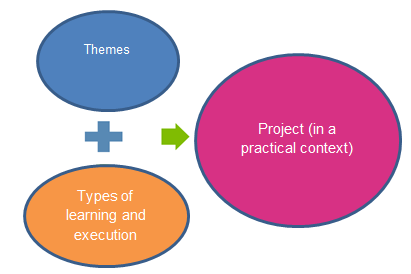 Themes
Project (in a
practical context)
Types of
learning and
execution